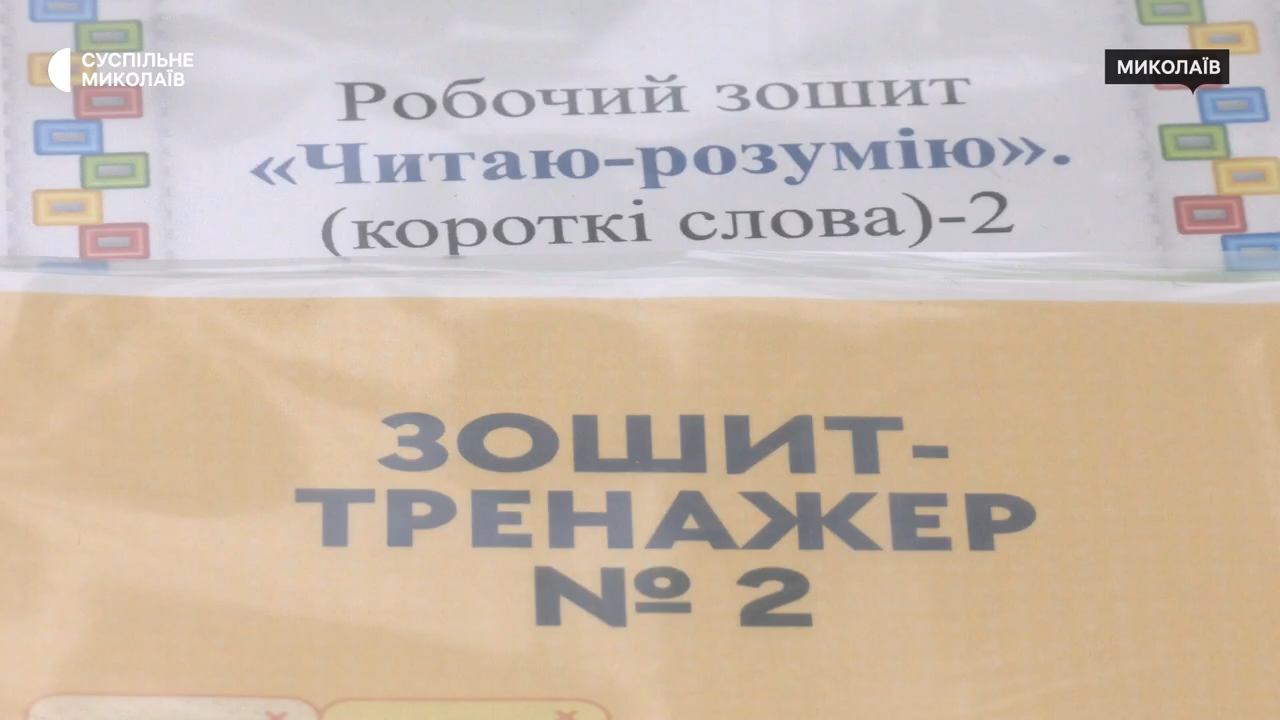 СУСПІЛЬНЕ
МИКОЛАЇВ
МИКОЛАЇВ
Робочий зошит
«Читаю-розумію».
(короткі слова)-2
ЗОШИТ-
ТРЕНАЖЕР
№ 2